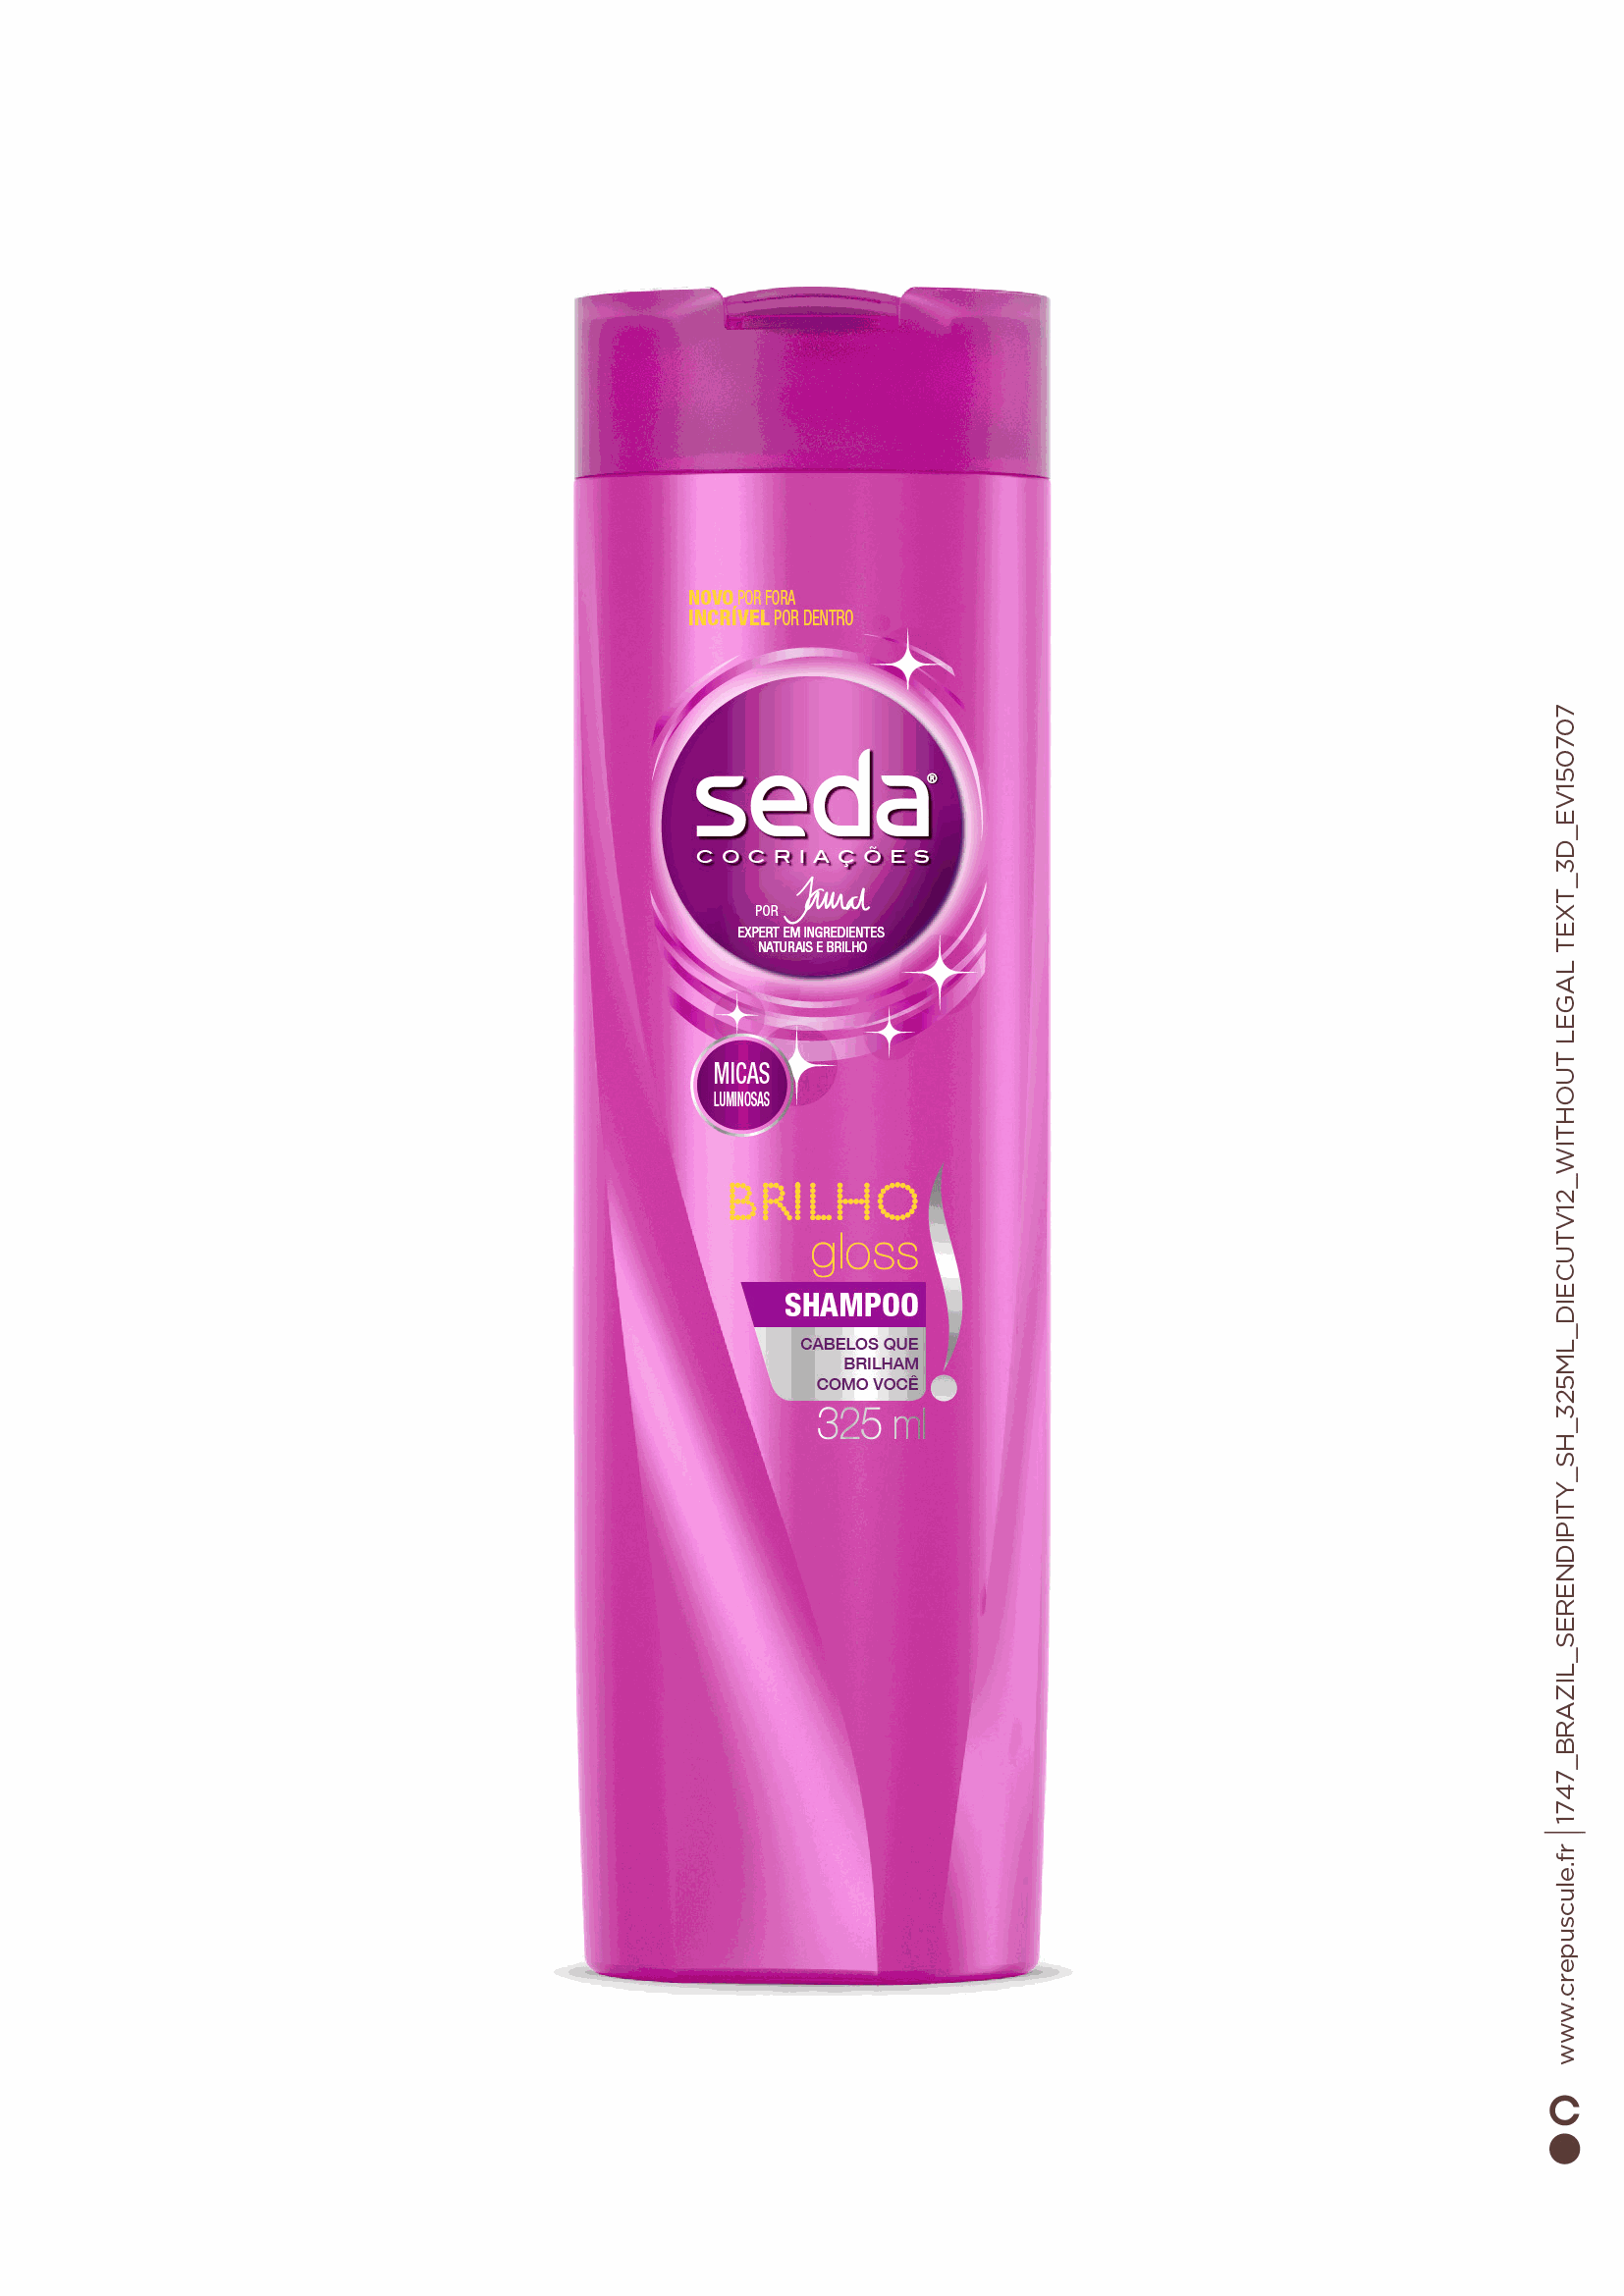 NOVO POR FORA
INCRÍVEL POR DENTRO
seda®
COCRIAÇÕES
POR Jamal
EXPERT EM INGREDIENTES
NATURAIS E BRILHO
MICAS
LUMINOSAS
BRILHO
gloss
SHAMPOO
CABELOS QUE
BRILHAM
COMO VOCÊ
325 ml
C www.crepuscule.fr | 1747_BRAZIL_SERENDIPITY_SH_325ML_DIECUTV12_WITHOUT LEGAL TEXT_3D_EV150707